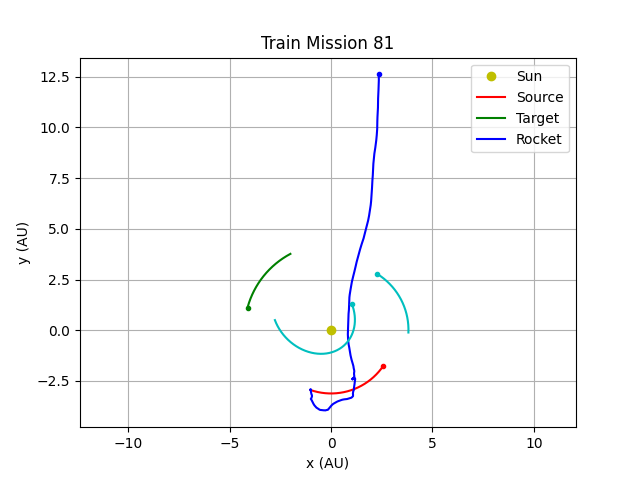 Train Mission 81
Sun
Source
Target
Rocket
12.5
10.0
7.5
5.0
2.5
0.0
−2.5
y (AU)
−10
−5
0
5
10
x (AU)